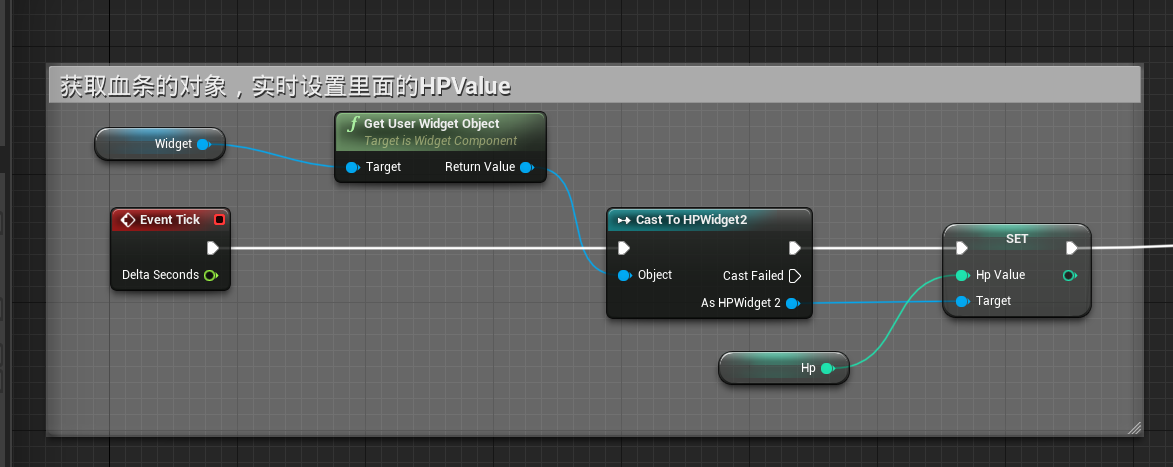 获取血条的对象，实时设置里面的HPValue
Widget
f Get User Widget Object
Target is Widget Component
Target
Return Value
Event Tick
Delta Seconds
Cast To HPWidget2
Object
Cast Failed
As HPWidget 2
SET
Hp Value
Target
Hp